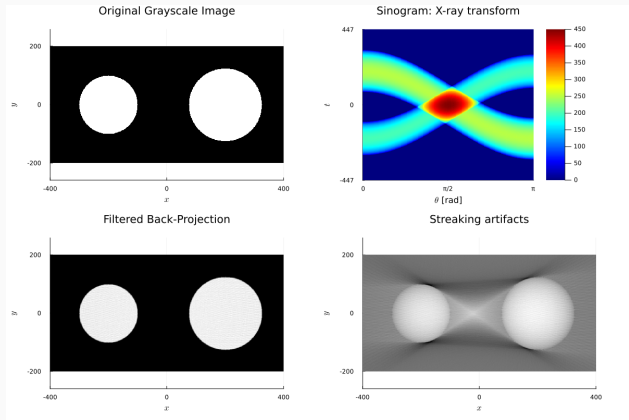 Original Grayscale Image
200
0
-200
y
-400
0
400
x
Sinogram: X-ray transform
447
0
-447
t
0
π/2
π
θ [rad]
450
400
350
300
250
200
150
100
50
0
Filtered Back-Projection
200
0
-200
y
-400
0
400
x
Streaking artifacts
200
0
-200
y
-400
0
400
x